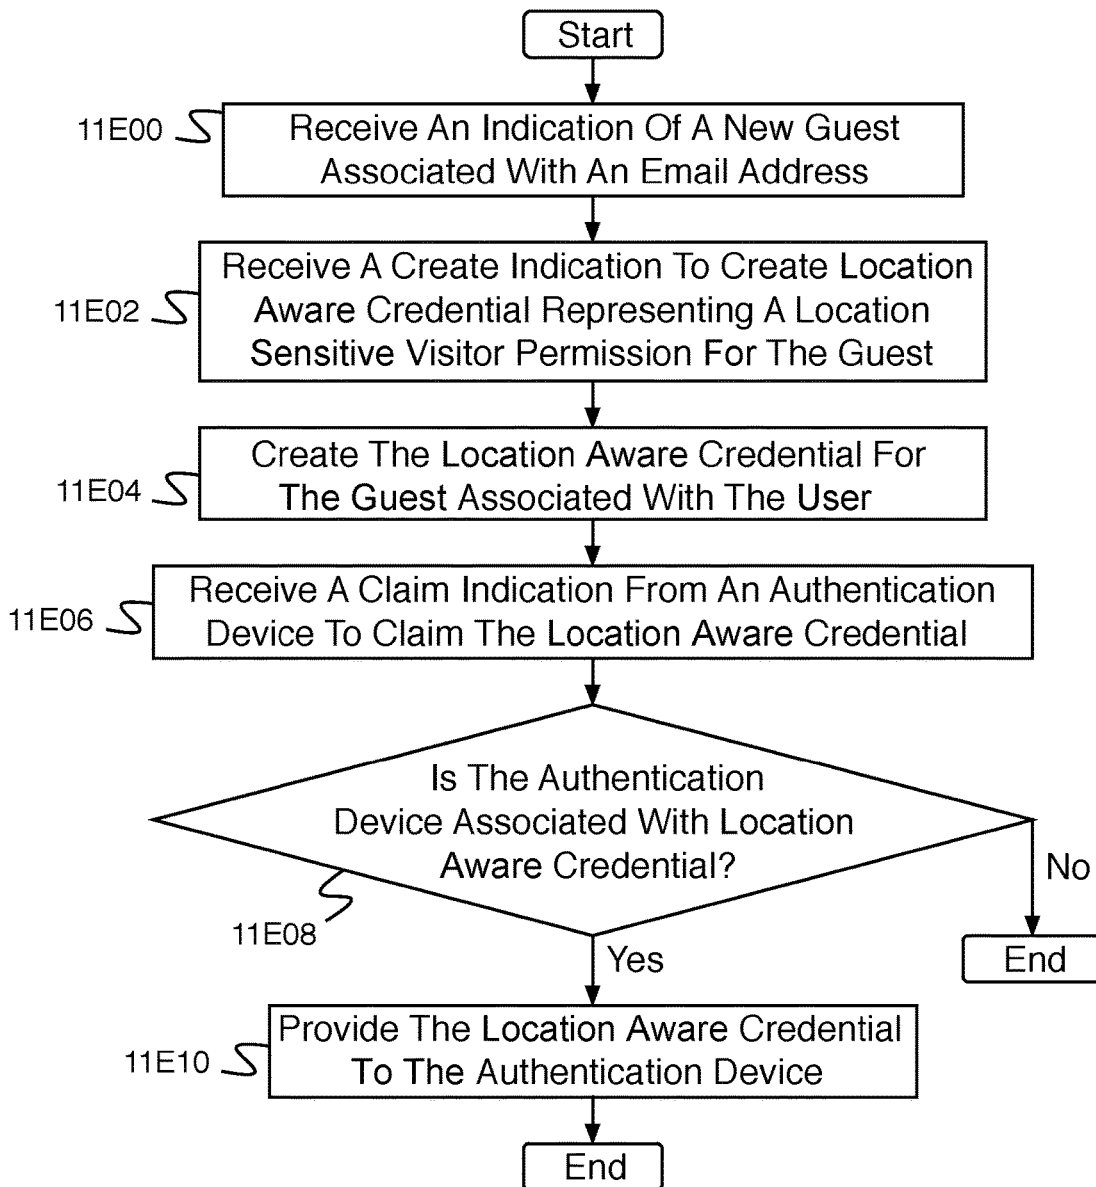 Start
11E00
Receive An Indication Of A New Guest
Associated With An Email Address
Receive A Create Indication To Create Location
11E02
Aware Credential Representing A Location
Sensitive Visitor Permission For The Guest
Create The Location Aware Credential For
11E04
The Guest Associated With The User
Receive A Claim Indication From An Authentication
11E06
Device To Claim The Location Aware Credential
Is The Authentication
Device Associated With Location
Aware Credential?
No
11E08
Yes
End
Provide The Location Aware Credential
11E10
To The Authentication Device
End